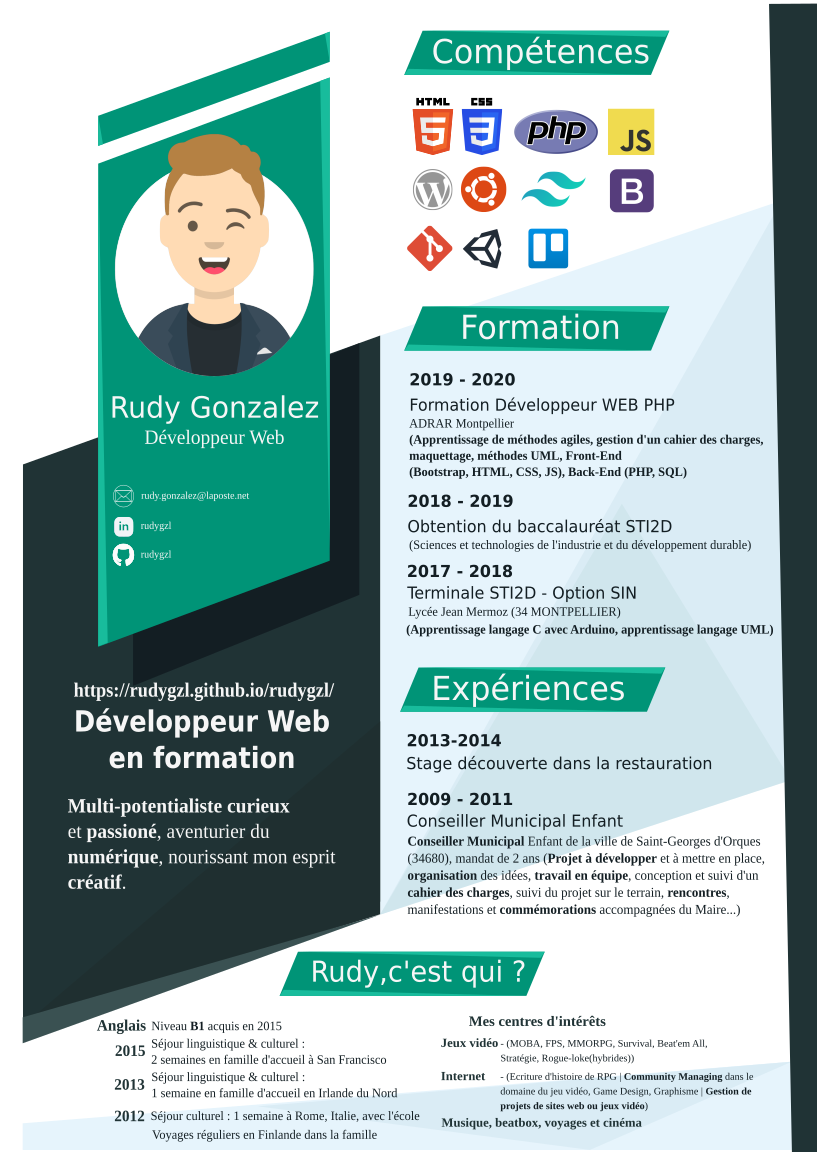 Rudy Gonzalez
Développeur Web
rudy.gonzalez@laposte.net
in
rudygzl
rudygzl
https://rudygzl.github.io/rudygzl/
Développeur Web
en formation
Multi-potentialiste curieux
et passioné, aventurier du
numérique, nourissant mon esprit
créatif.
Compétences
HTML CSS
5 3 php JS
W B
Formation
2019 - 2020
Formation Développeur WEB PHP
ADRAR Montpellier
(Apprentissage de méthodes agiles, gestion d'un cahier des charges,
maquettage, méthodes UML, Front-End
(Bootstrap, HTML, CSS, JS), Back-End (PHP, SQL)
2018 - 2019
Obtention du baccalauréat STI2D
(Sciences et technologies de l'industrie et du développement durable)
2017 - 2018
Terminale STI2D - Option SIN
Lycée Jean Mermoz (34 MONTPELLIER)
(Apprentissage langage C avec Arduino, apprentissage langage UML)
Expériences
2013-2014
Stage découverte dans la restauration
2009 - 2011
Conseiller Municipal Enfant
Conseiller Municipal Enfant de la ville de Saint-Georges d'Orques
(34680), mandat de 2 ans (Projet à développer et à mettre en place,
organisation des idées, travail en équipe, conception et suivi d'un
cahier des charges, suivi du projet sur le terrain, rencontres,
manifestations et commémorations accompagnées du Maire...)
Rudy,c'est qui ?
Anglais Niveau B1 acquis en 2015
2015 Séjour linguistique & culturel :
2 semaines en famille d'accueil à San Francisco
2013 Séjour linguistique & culturel :
1 semaine en famille d'accueil en Irlande du Nord
2012 Séjour culturel : 1 semaine à Rome, Italie, avec l'école
Voyages réguliers en Finlande dans la famille
Mes centres d'intérêts
Jeux vidéo - (MOBA, FPS, MMORPG, Survival, Beat'em All,
Stratégie, Rogue-loke(hybrides))
Internet - (Ecriture d'histoire de RPG | Community Managing dans le
domaine du jeu vidéo, Game Design, Graphisme | Gestion de
projets de sites web ou jeux vidéo)
Musique, beatbox, voyages et cinéma